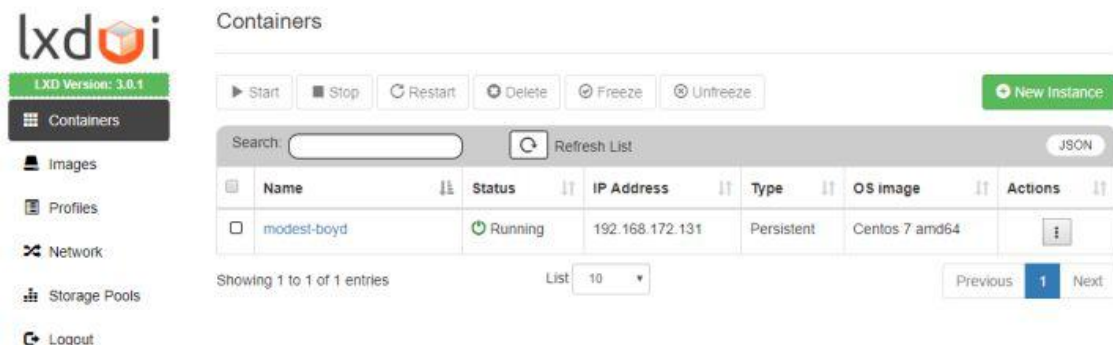 lxdui
LXD Version: 3.0.1
Containers
Images
Profiles
Network
Storage Pools
Logout
Containers
Start Stop Restart Delete Freeze Unfreeze New Instance
Search: Refresh List JSON
Name Status IP Address Type OS image Actions
modest-boyd Running 192.168.172.131 Persistent Centos 7 amd64
Showing 1 to 1 of 1 entries List 10 Previous 1 Next